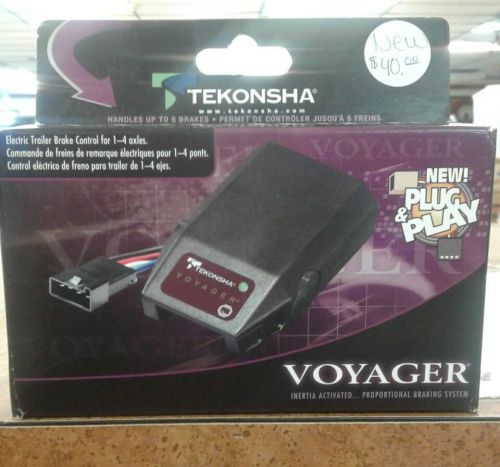 New
$40.00
TEKONSHA®
www.tekonsha.com
HANDLES UP TO 8 BRAKES • PERMET DE CONTRÔLER JUSQU'À 8 FREINS
Electric Trailer Brake Control for 1–4 axles.
Commande de freins de remorque électriques pour 1–4 ponts.
Control eléctrico de freno para trailer de 1–4 ejes.
VOYAGER
NEW!
PLUG
& PLAY
VOYAGER
TEKONSHA
VOYAGER
VOYAGER®
INERTIA ACTIVATED... PROPORTIONAL BRAKING SYSTEM